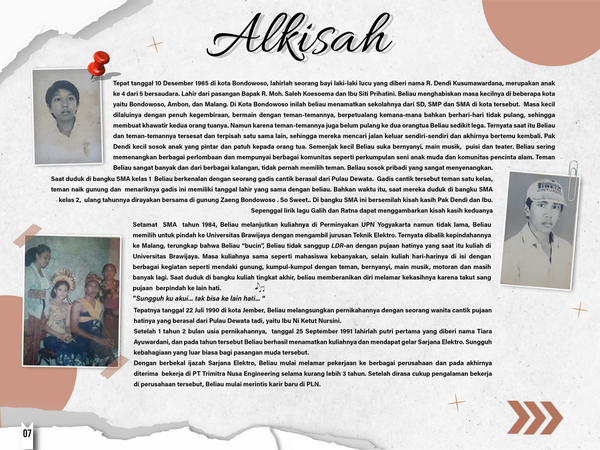 Alkisah
Tepat tanggal 10 Desember 1965 di kota Bondowoso, lahirlah seorang bayi laki-laki lucu yang diberi nama R. Dendi Kusumawardana, merupakan anak
ke 4 dari 5 bersaudara. Lahir dari pasangan Bapak R. Moh. Saleh Koesoema dan Ibu Siti Prihatini. Beliau menghabiskan masa kecilnya di beberepa kota
yaitu Bondowoso, Ambon, dan Malang. Di Kota Bondowoso inilah beliau menamatkan sekolahnya dari SD, SMP dan SMA di kota tersebut. Masa kecil
dilaluinya dengan penuh kegembiraan, bermain dengan teman-temannya, berpetualang kemana-mana bahkan berhari-hari tidak pulang, sehingga
membuat khawatir kedua orang tuanya. Namun karena teman-temannya juga belum pulang ke dua orangtua Beliau sedikit lega. Ternyata saat itu Beliau
dan teman-temannya tersesat dan terpisah satu sama lain, sehingga mereka mencari jalan keluar sendiri-sendiri dan akhirnya bertemu kembali. Pak
Dendi kecil sosok anak yang pintar dan patuh kepada orang tua. Semenjak kecil Beliau suka bernyanyi, main musik, puisi dan teater. Beliau sering
memenangkan berbagai perlombaan dan mempunyai berbagai komunitas seperti perkumpulan seni anak muda dan komunitas pencinta alam. Teman
Beliau sangat banyak dan dari berbagai kalangan, tidak pernah memilih teman. Beliau sosok pribadi yang sangat menyenangkan.
Saat duduk di bangku SMA kelas 1 Beliau berkenalan dengan seorang gadis cantik berasal dari Pulau Dewata. Gadis cantik tersebut teman satu kelas,
teman naik gunung dan menariknya gadis ini memiliki tanggal lahir yang sama dengan beliau. Bahkan waktu itu, saat mereka duduk di bangku SMA
kelas 2, ulang tahunnya dirayakan bersama di gunung Zaeng Bondowoso . So Sweet.. Di bangku SMA ini bersemilah kisah kasih Pak Dendi dan Ibu.
Sepenggal lirik lagu Galih dan Ratna dapat menggambarkan kisah kasih keduanya
Setamat SMA tahun 1984, Beliau melanjutkan kuliahnya di Perminyakan UPN Yogyakarta namun tidak lama, Beliau
memilih untuk pindah ke Universitas Brawijaya dengan mengambil jurusan Teknik Elektro. Ternyata dibalik kepindahannya
ke Malang, terungkap bahwa Beliau "bucin", Beliau tidak sanggup LDR-an dengan pujaan hatinya yang saat itu kuliah di
Universitas Brawijaya. Masa kuliahnya sama seperti mahasiswa kebanyakan, selain kuliah hari-harinya di isi dengan
berbagai kegiatan seperti mendaki gunung, kumpul-kumpul dengan teman, bernyanyi, main musik, motoran dan masih
banyak lagi. Saat duduk di bangku kuliah tingkat akhir, beliau memberanikan diri melamar kekasihnya karena takut sang
pujaan berpindah ke lain hati.
"Sungguh ku akui... tak bisa ke lain hati... "
Tepatnya tanggal 22 Juli 1990 di kota Jember, Beliau melangsungkan pernikahannya dengan seorang wanita cantik pujaan
hatinya yang berasal dari Pulau Dewata tadi, yaitu Ibu Ni Ketut Nursini.
Setelah 1 tahun 2 bulan usia pernikahannya, tanggal 25 September 1991 lahirlah putri pertama yang diberi nama Tiara
Ayuwardani, dan pada tahun tersebut Beliau berhasil menamatkan kuliahnya dan mendapat gelar Sarjana Elektro. Sungguh
kebahagiaan yang luar biasa bagi pasangan muda tersebut.
Dengan berbekal ijazah Sarjana Elektro, Beliau mulai melamar pekerjaan ke berbagai perusahaan dan pada akhirnya
diterima bekerja di PT Trimitra Nusa Engineering selama kurang lebih 3 tahun. Setelah dirasa cukup pengalaman bekerja
di perusahaan tersebut, Beliau mulai merintis karir baru di PLN.
07